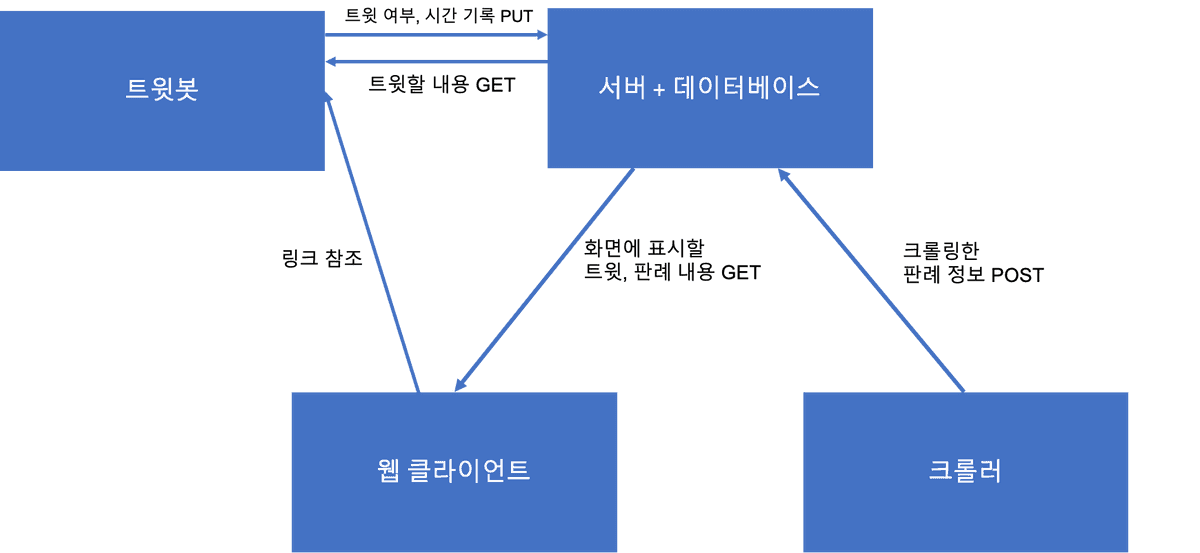 트윗 여부, 시간 기록 PUT
트윗봇
서버 + 데이터베이스
트윗할 내용 GET
링크 참조
화면에 표시할
트윗, 판례 내용 GET
크롤링한
판례 정보 POST
웹 클라이언트
크롤러